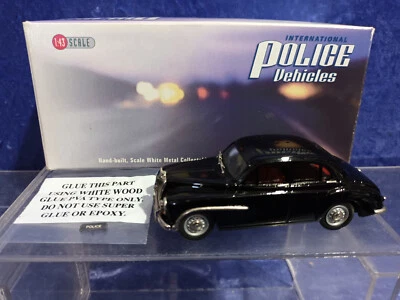 1:43 SCALE
INTERNATIONAL
POLICE
Vehicles
Hand-built, Scale White Metal Collect
GLUE THIS PART
USING WHITE WOOD
GLUE PVA TYPE ONLY.
DO NOT USE SUPER
GLUE OR EPOXY.
POLICE